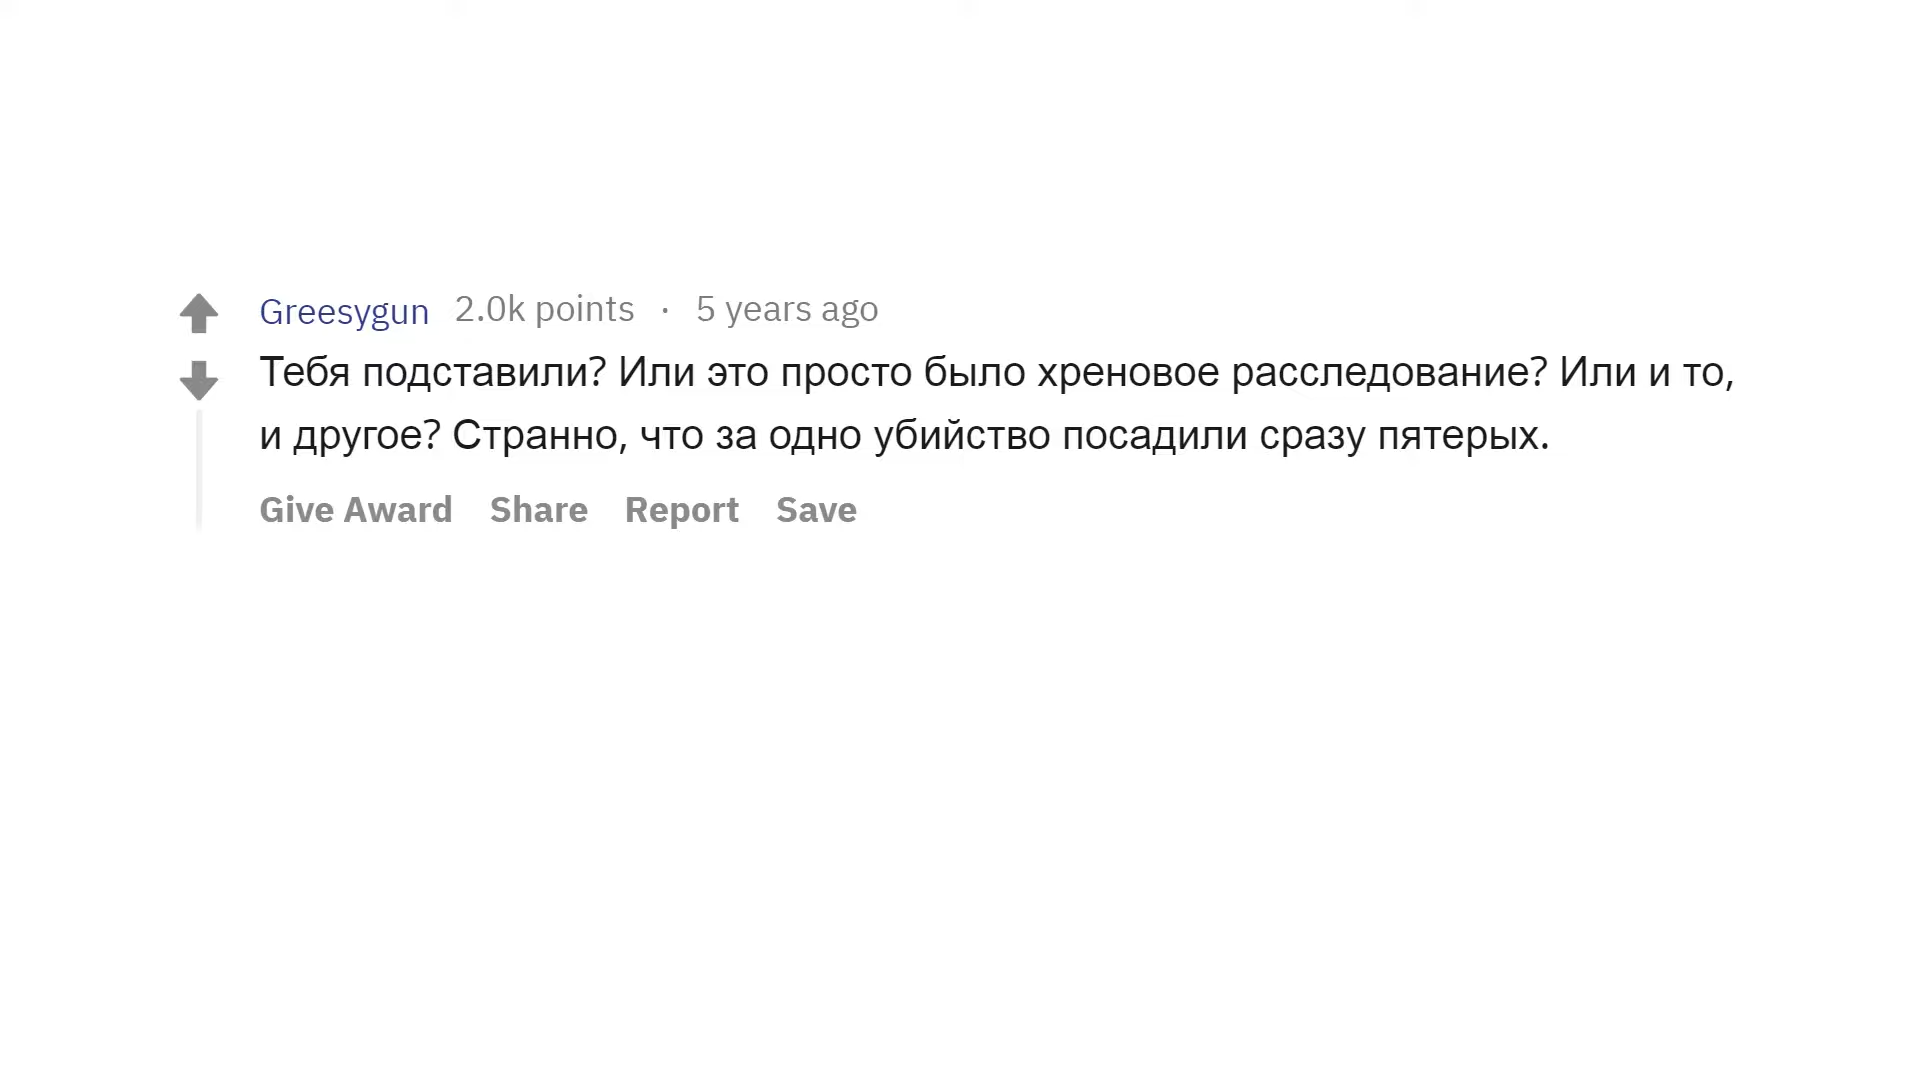 Greesygun 2.0k points · 5 years ago
Тебя подставили? Или это просто было хреновое расследование? Или и то,
и другое? Странно, что за одно убийство посадили сразу пятерых.
Give Award Share Report Save